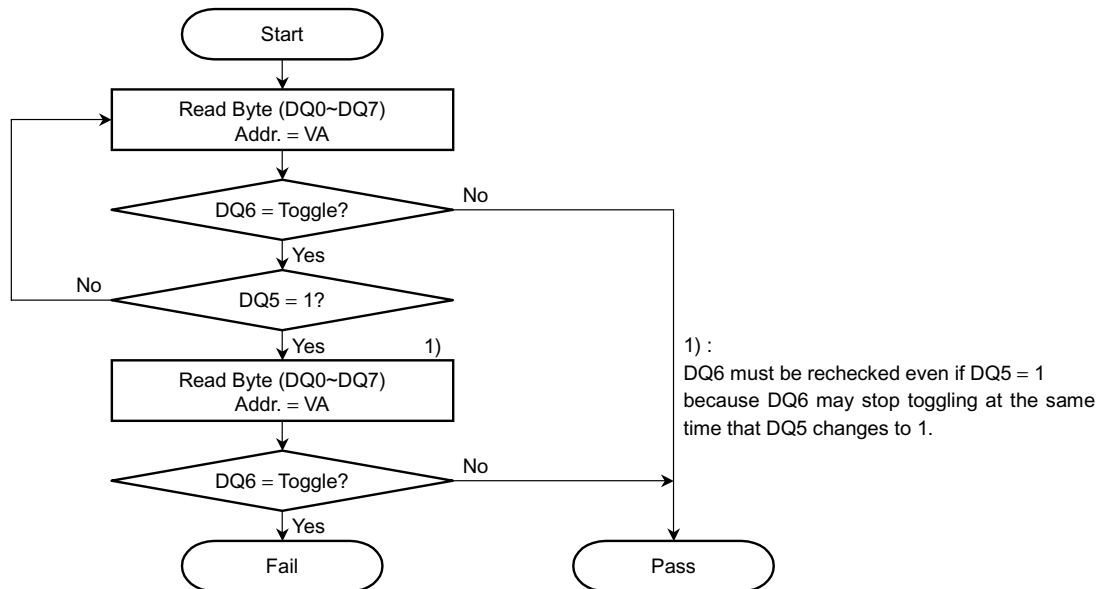 Start
Read Byte (DQ0~DQ7)
Addr. = VA
DQ6 = Toggle?
No
Yes
No
DQ5 = 1?
Yes
1)
Read Byte (DQ0~DQ7)
Addr. = VA
1) :
DQ6 must be rechecked even if DQ5 = 1
because DQ6 may stop toggling at the same
time that DQ5 changes to 1.
DQ6 = Toggle?
No
Yes
Fail
Pass